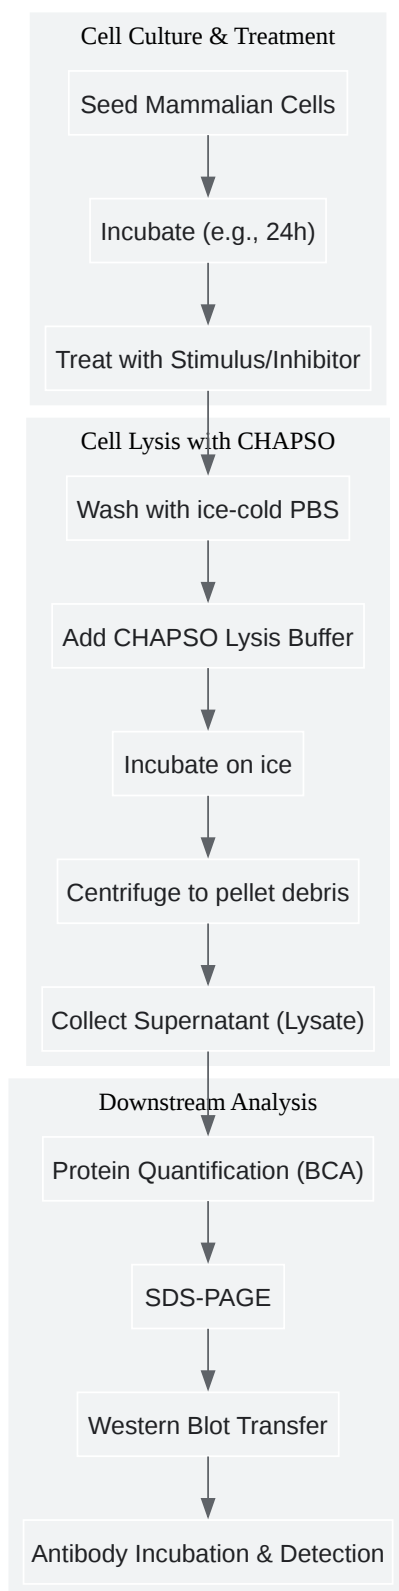 Cell Culture & Treatment
Seed Mammalian Cells
Incubate (e.g., 24h)
Treat with Stimulus/Inhibitor
Cell Lysis with CHAPSO
Wash with ice-cold PBS
Add CHAPSO Lysis Buffer
Incubate on ice
Centrifuge to pellet debris
Collect Supernatant (Lysate)
Downstream Analysis
Protein Quantification (BCA)
SDS-PAGE
Western Blot Transfer
Antibody Incubation & Detection